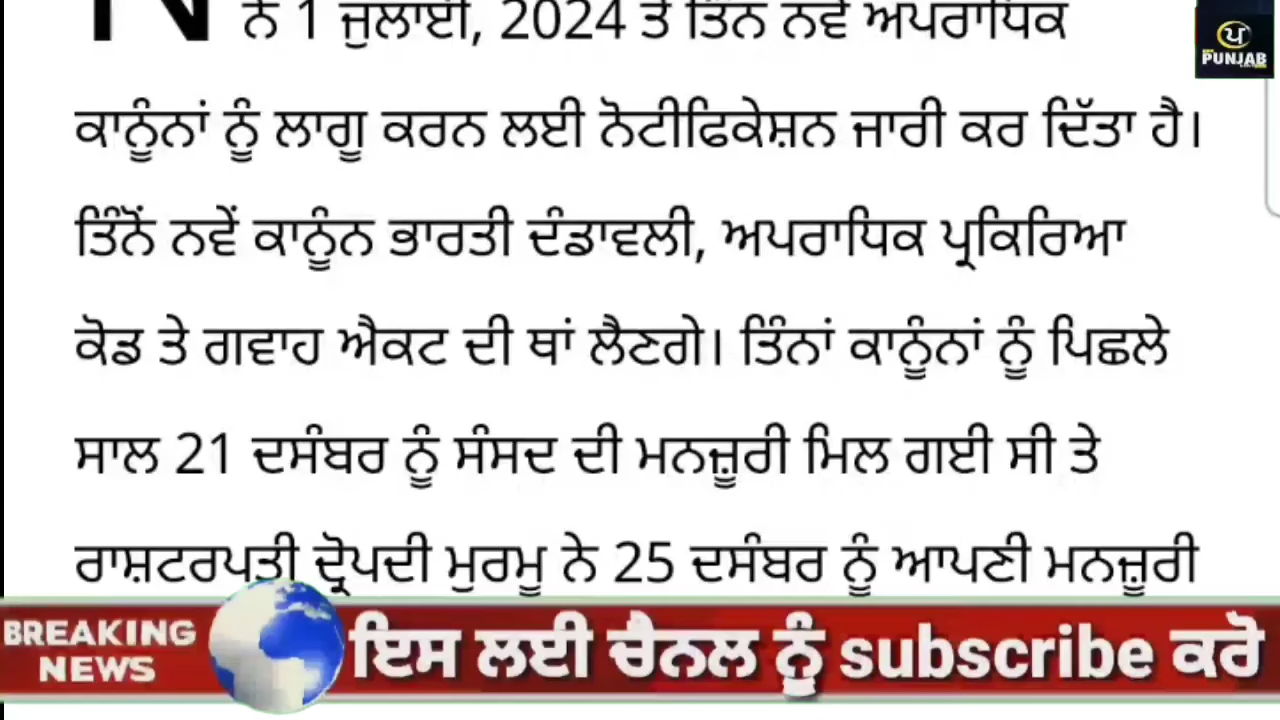 ਨੇ 1 ਜੁਲਾਈ, 2024 ਤੋਂ ਤਿੰਨ ਨਵੇਂ ਅਪਰਾਧਿਕ
ਕਾਨੂੰਨਾਂ ਨੂੰ ਲਾਗੂ ਕਰਨ ਲਈ ਨੋਟੀਫਿਕੇਸ਼ਨ ਜਾਰੀ ਕਰ ਦਿੱਤਾ ਹੈ।
ਤਿੰਨੋਂ ਨਵੇਂ ਕਾਨੂੰਨ ਭਾਰਤੀ ਦੰਡਾਵਲੀ, ਅਪਰਾਧਿਕ ਪ੍ਰਕਿਰਿਆ
ਕੋਡ ਤੇ ਗਵਾਹ ਐਕਟ ਦੀ ਥਾਂ ਲੈਣਗੇ। ਤਿੰਨਾਂ ਕਾਨੂੰਨਾਂ ਨੂੰ ਪਿਛਲੇ
ਸਾਲ 21 ਦਸੰਬਰ ਨੂੰ ਸੰਸਦ ਦੀ ਮਨਜ਼ੂਰੀ ਮਿਲ ਗਈ ਸੀ ਤੇ
ਰਾਸ਼ਟਰਪਤੀ ਦ੍ਰੋਪਦੀ ਮੁਰਮੂ ਨੇ 25 ਦਸੰਬਰ ਨੂੰ ਆਪਣੀ ਮਨਜ਼ੂਰੀ
BREAKING
NEWS
ਇਸ ਲਈ ਚੈਨਲ ਨੂੰ subscribe ਕਰੋ
ਪ
PUNJAB